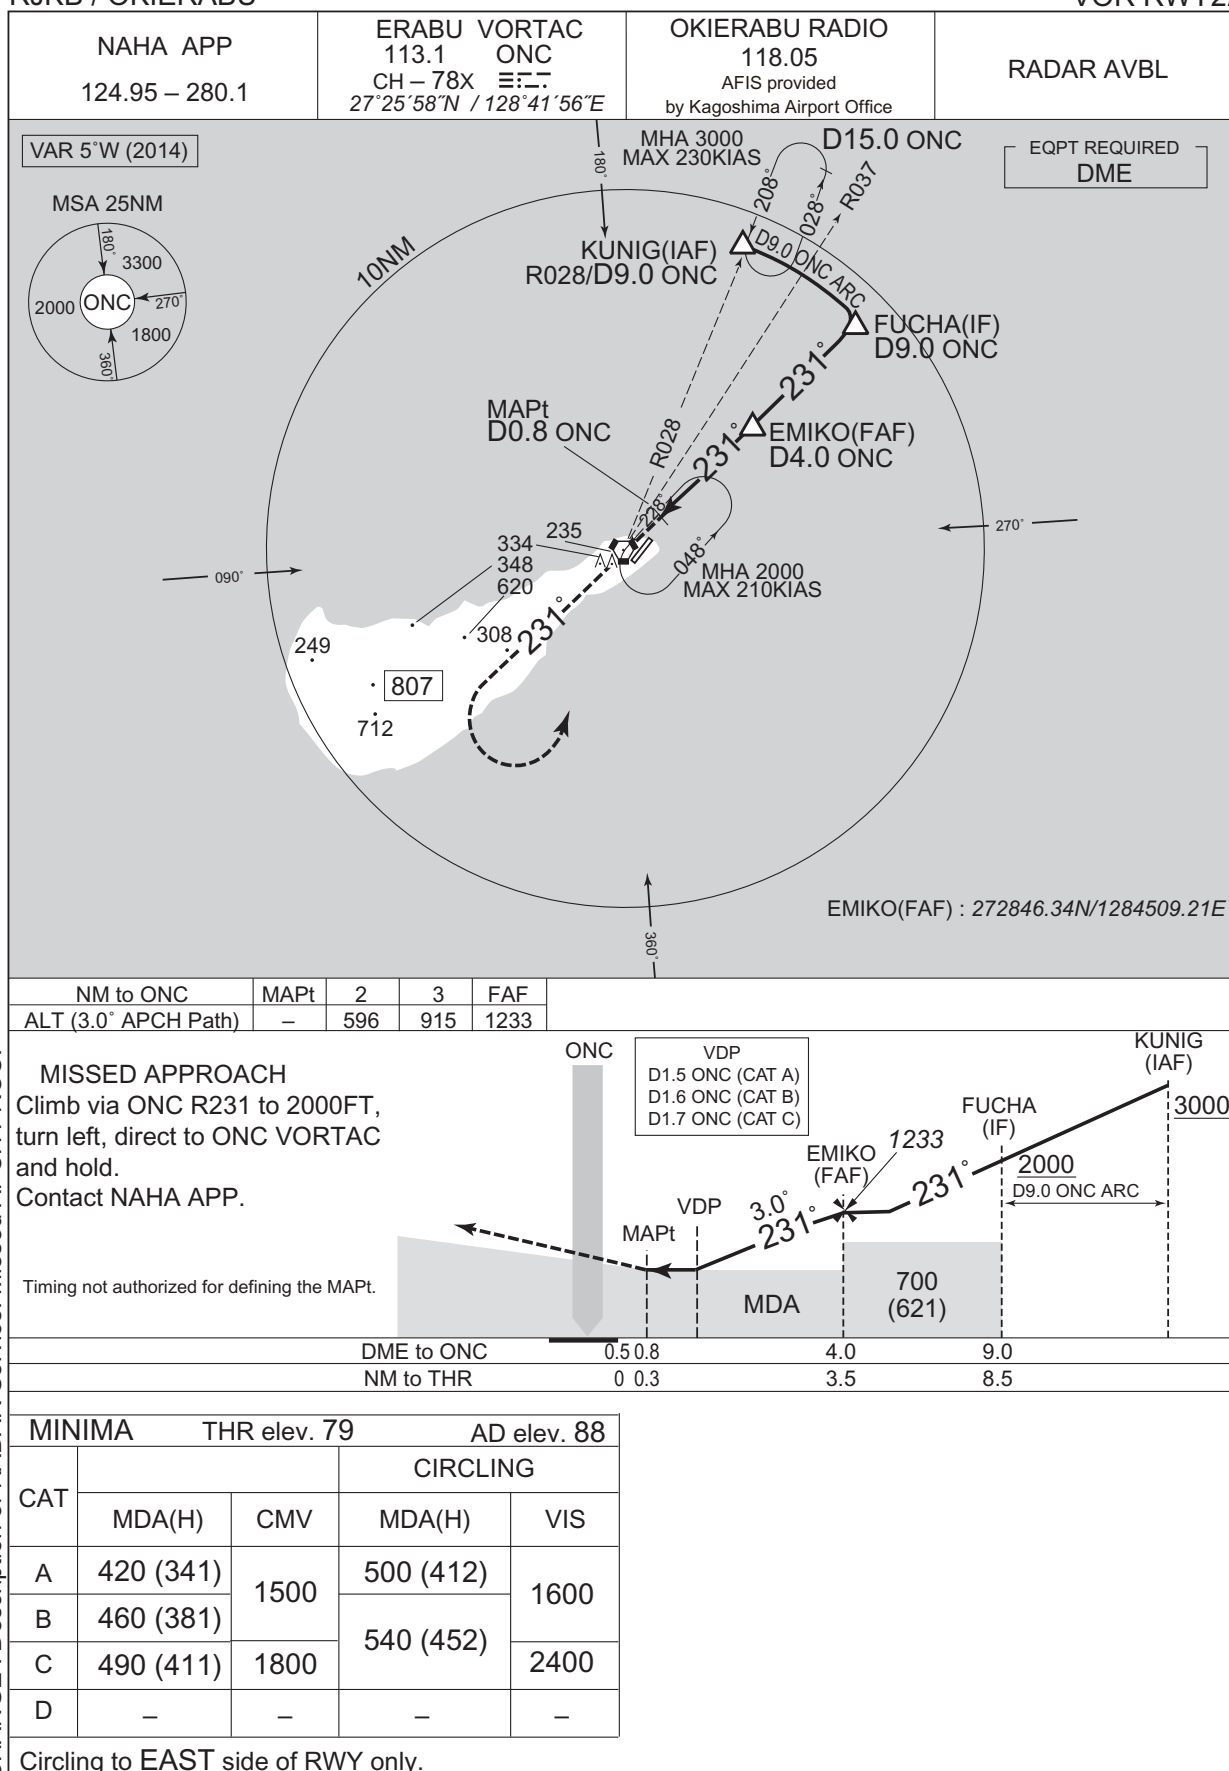 NAHA APP
124.95 – 280.1
ERABU VORTAC
113.1 ONC
CH – 78X
27°25´58˝N / 128°41´56˝E
OKIERABU RADIO
118.05
AFIS provided
by Kagoshima Airport Office
RADAR AVBL
VAR 5°W (2014)
MSA 25NM
180°
3300
2000
ONC
270°
1800
360°
EQPT REQUIRED
DME
180°
MHA 3000
MAX 230KIAS
D15.0 ONC
208°
028°
R037
10NM
KUNIG(IAF)
R028/D9.0 ONC
D9.0 ONC ARC
FUCHA(IF)
D9.0 ONC
231°
MAPt
D0.8 ONC
R028
231°
EMIKO(FAF)
D4.0 ONC
228°
048°
MHA 2000
MAX 210KIAS
270°
090°
235
334
348
620
308
231°
249
807
712
360°
EMIKO(FAF) : 272846.34N/1284509.21E
NM to ONC MAPt 2 3 FAF
ALT (3.0° APCH Path) – 596 915 1233
MISSED APPROACH
Climb via ONC R231 to 2000FT,
turn left, direct to ONC VORTAC
and hold.
Contact NAHA APP.
Timing not authorized for defining the MAPt.
ONC
VDP
D1.5 ONC (CAT A)
D1.6 ONC (CAT B)
D1.7 ONC (CAT C)
KUNIG
(IAF)
3000
FUCHA
(IF)
2000
D9.0 ONC ARC
1233
EMIKO
(FAF)
231°
3.0°
231°
VDP
MAPt
MDA
700
(621)
DME to ONC 0.5 0.8 4.0 9.0
NM to THR 0 0.3 3.5 8.5
MINIMA THR elev. 79 AD elev. 88
CAT CIRCLING
MDA(H) CMV MDA(H) VIS
A 420 (341) 1500 500 (412) 1600
B 460 (381) 540 (452)
C 490 (411) 1800 2400
D – – – –
Circling to EAST side of RWY only.